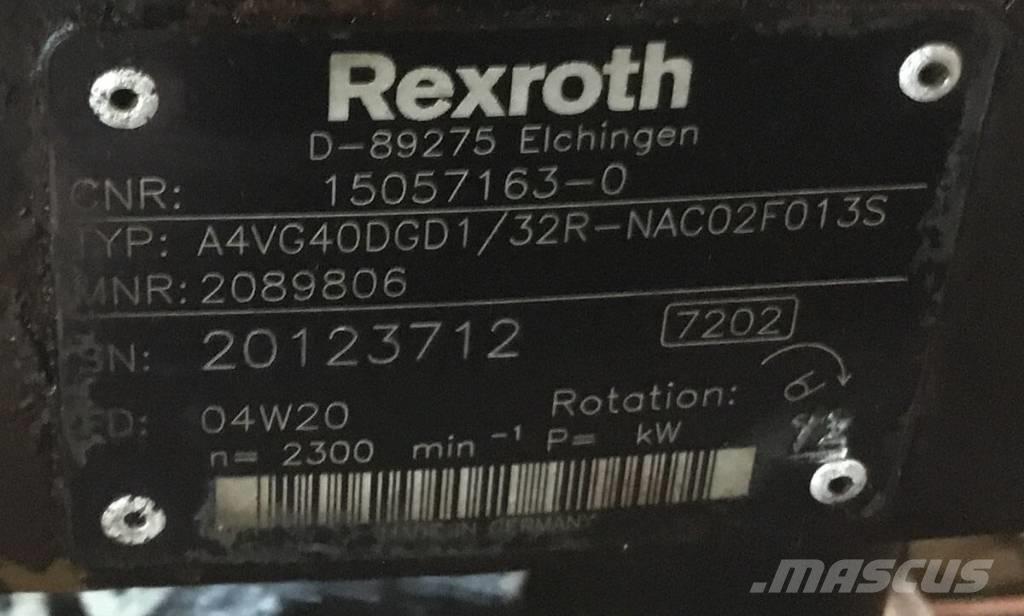 Rexroth
D-89275 Elchingen
CNR: 15057163-0
TYP: A4VG40DGD1/32R-NAC02F013S
MNR: 2089806
SN: 20123712 7202
FD: 04W20 Rotation:
n= 2300 min⁻¹ P= kW
IN GERMANY
MASCUS